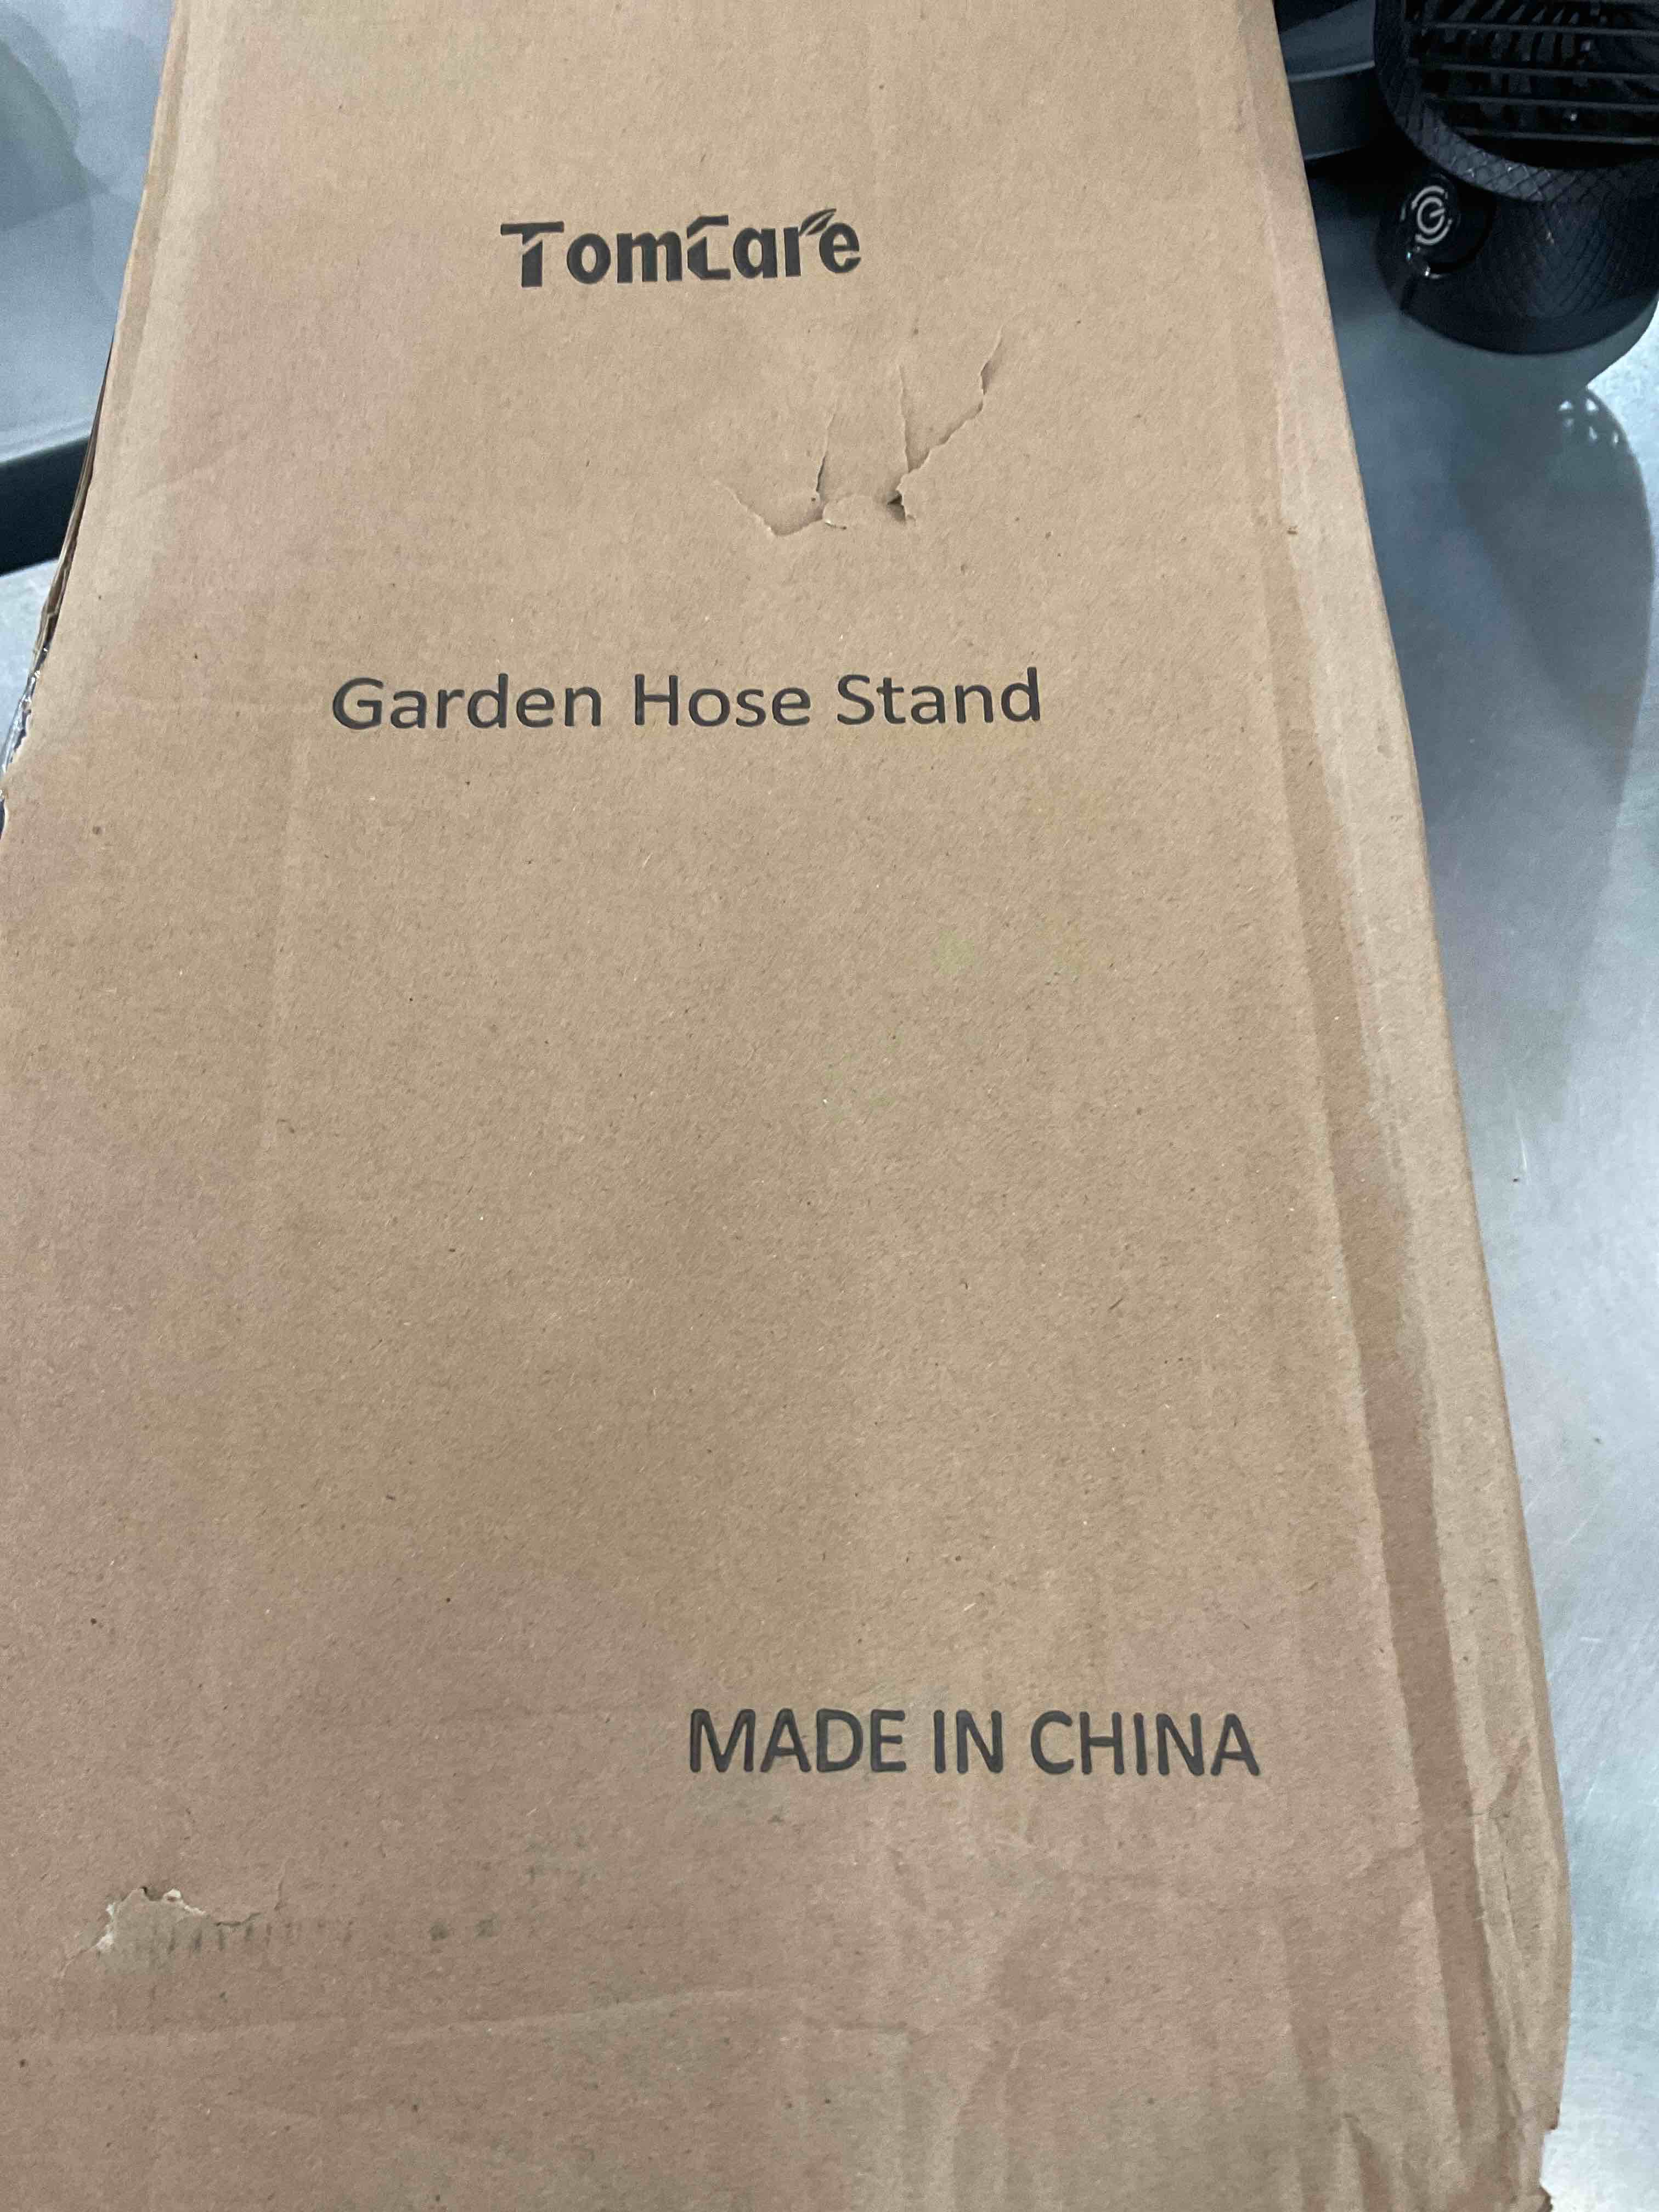 TomCare
Garden Hose Stand
MADE IN CHINA